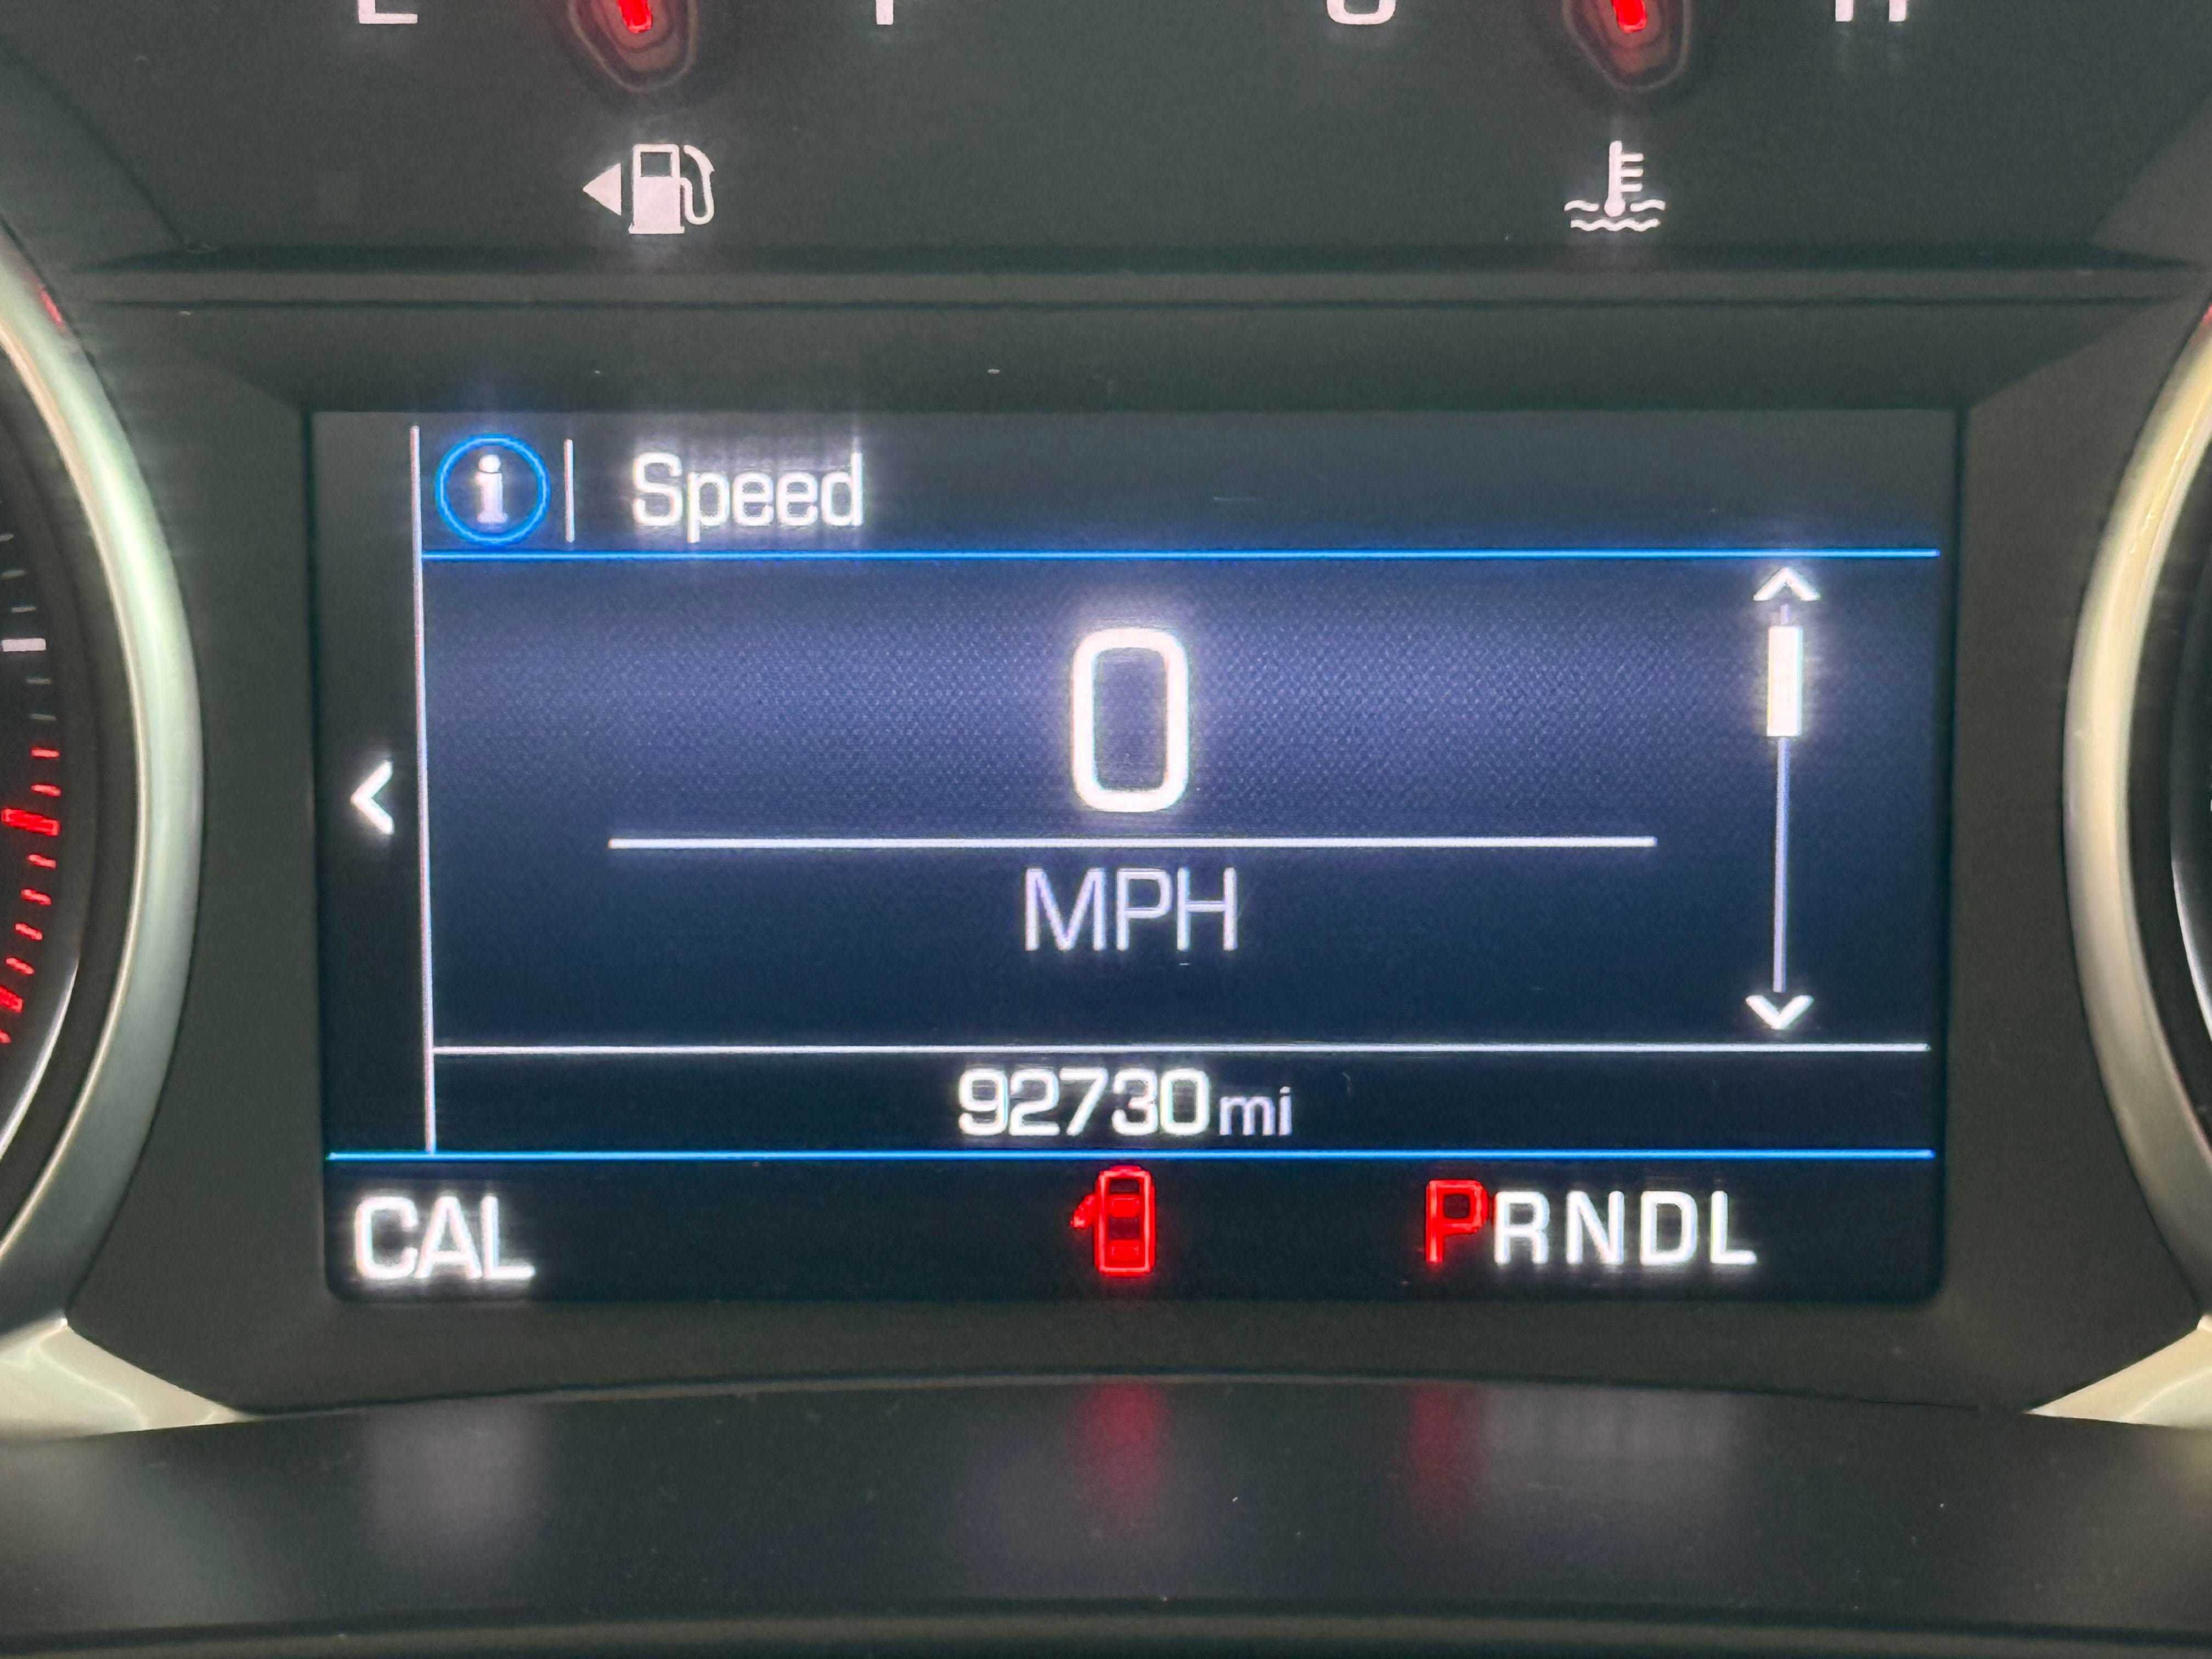 E F C H
i Speed
0
MPH
92730 mi
CAL PRNDL